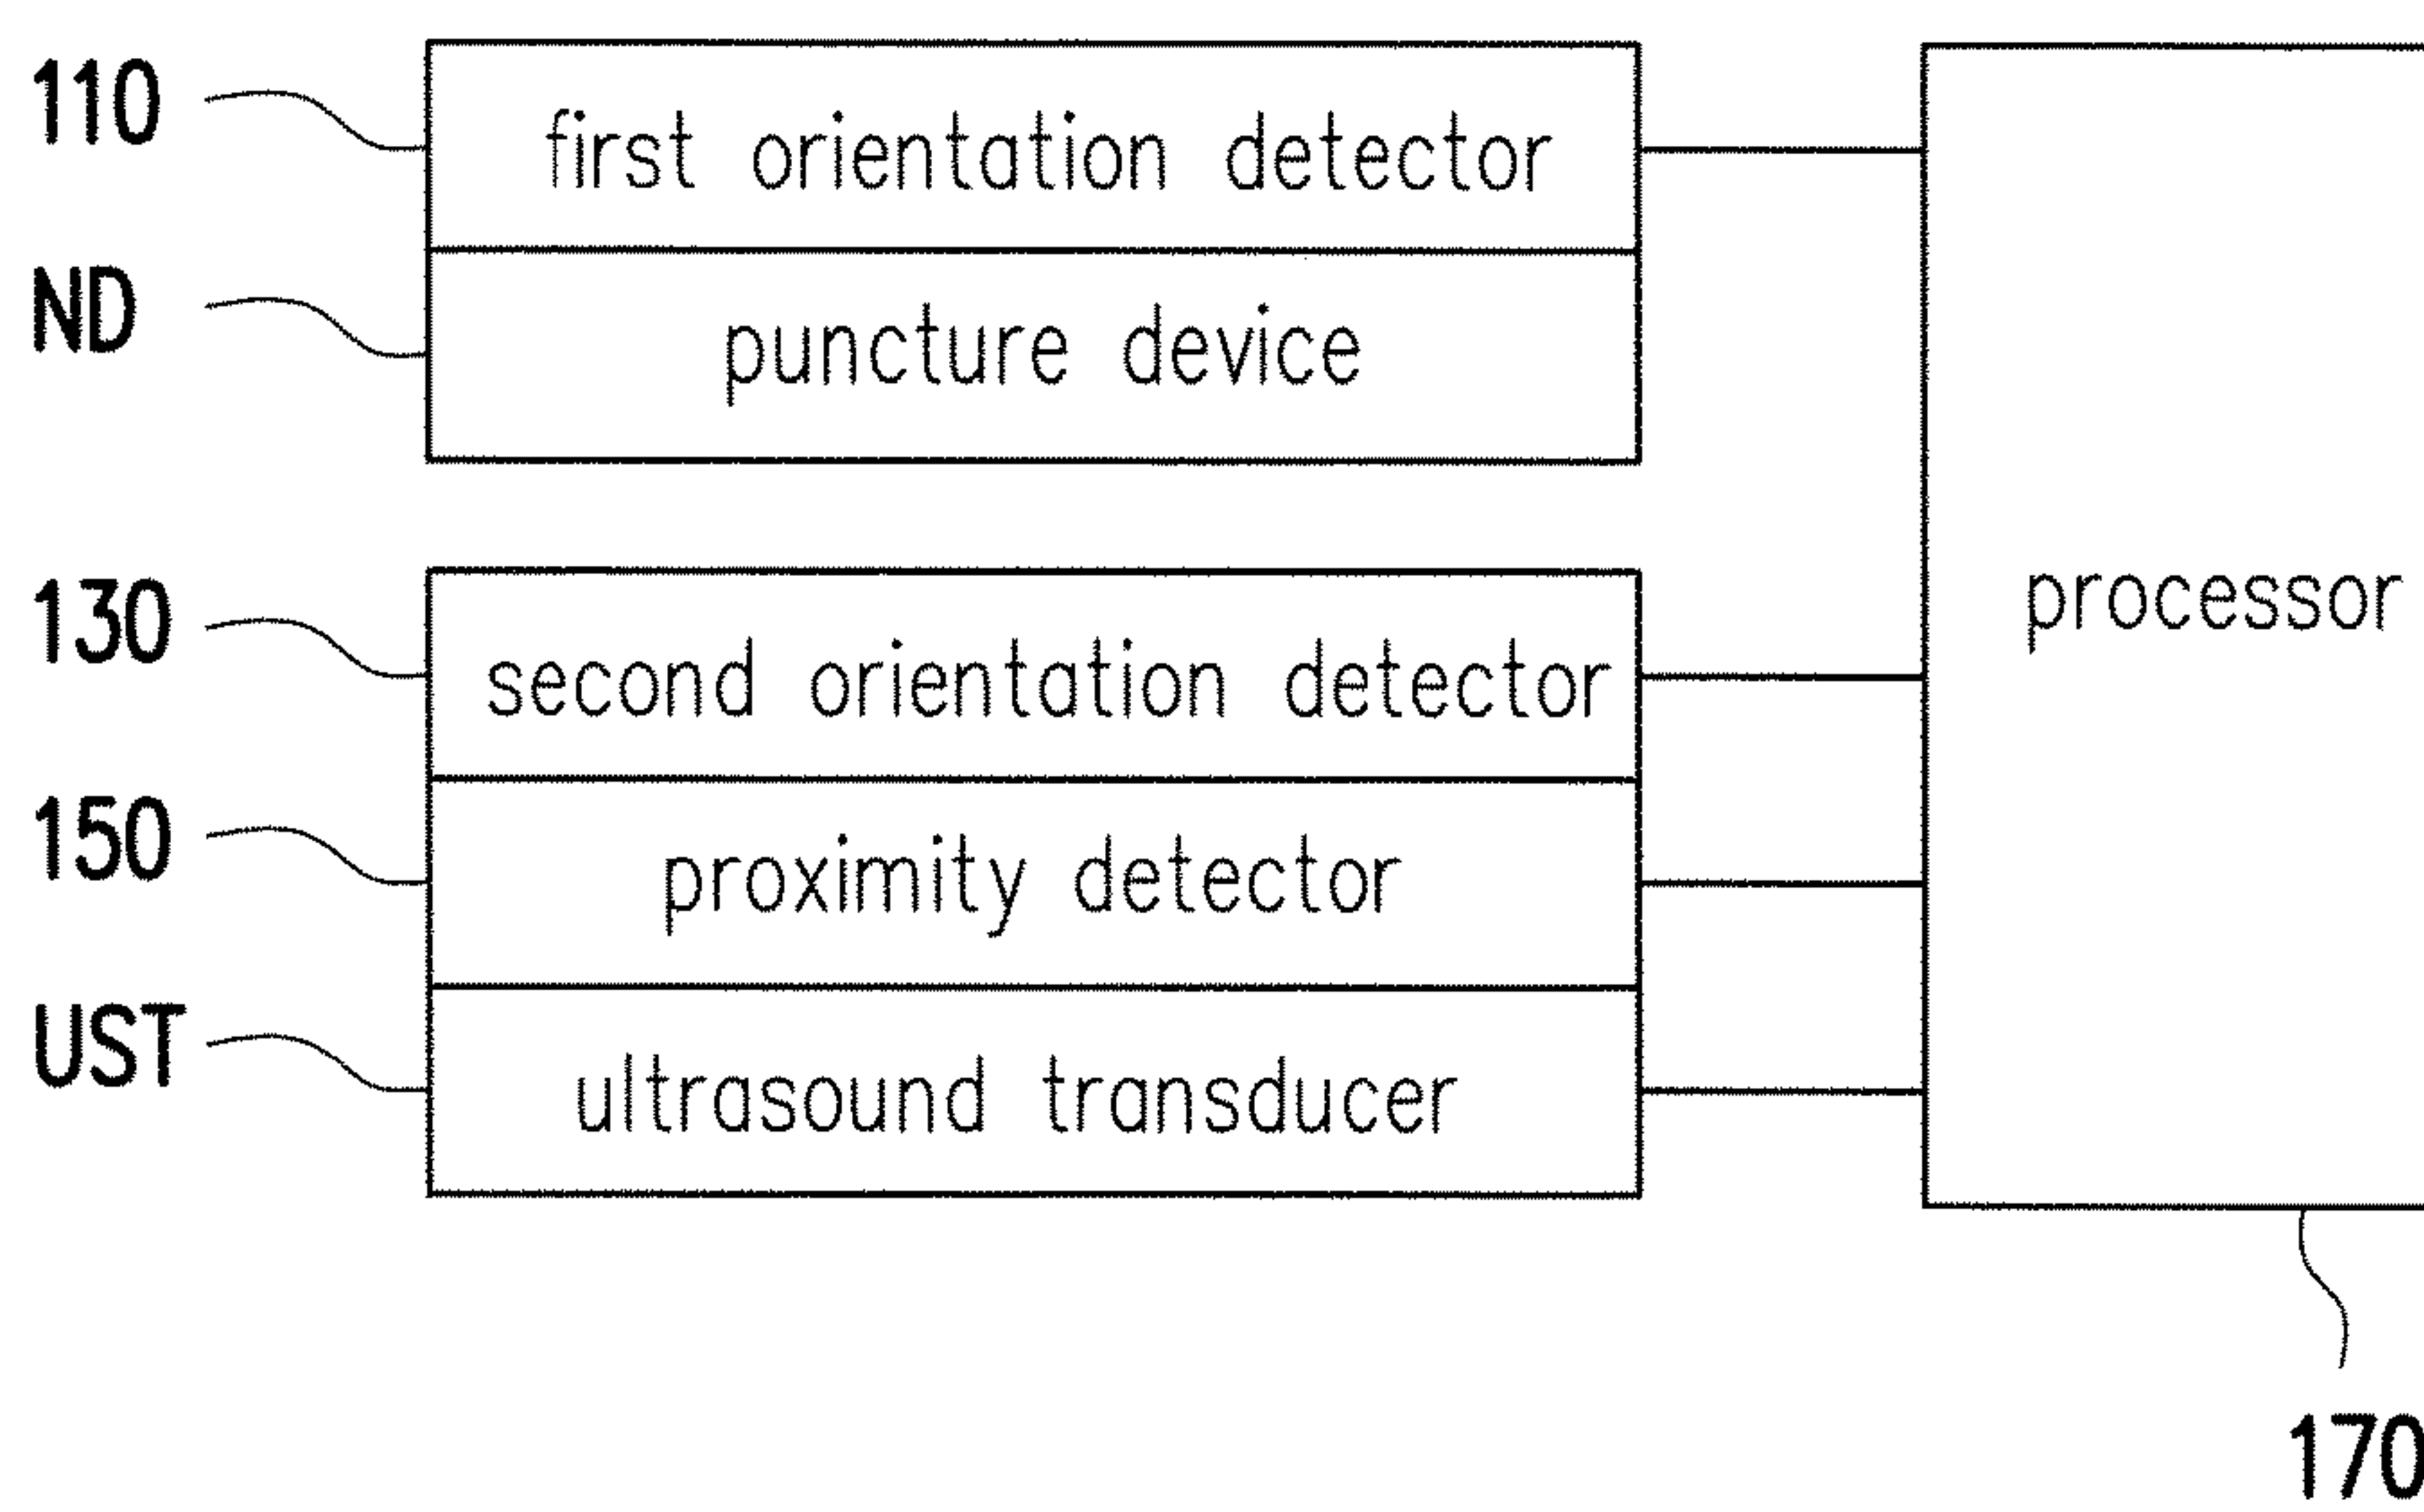 110
first orientation detector
ND
puncture device
130
second orientation detector
processor
150
proximity detector
UST
ultrasound transducer
170